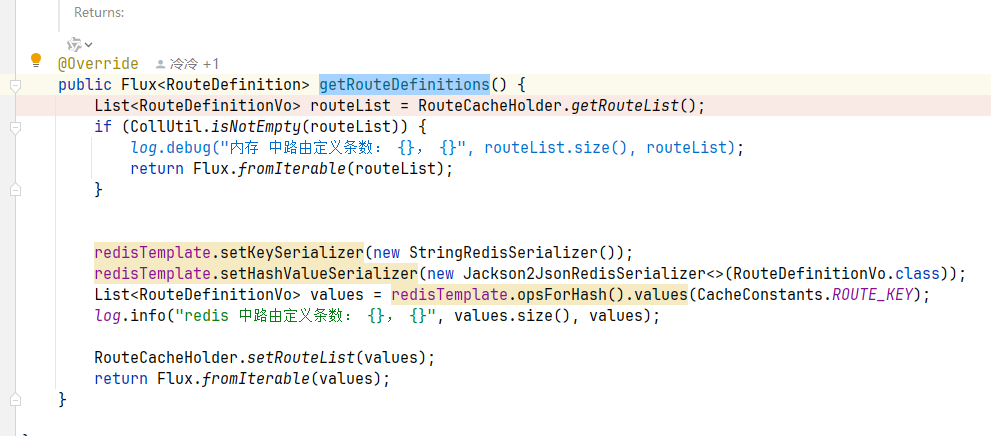 Returns:
@Override 冷冷 +1
public Flux<RouteDefinition> getRouteDefinitions() {
List<RouteDefinitionVo> routeList = RouteCacheHolder.getRouteList();
if (CollUtil.isNotEmpty(routeList)) {
log.debug("内存 中路由定义条数： {}， {}", routeList.size(), routeList);
return Flux.fromIterable(routeList);
}
redisTemplate.setKeySerializer(new StringRedisSerializer());
redisTemplate.setHashValueSerializer(new Jackson2JsonRedisSerializer<>(RouteDefinitionVo.class));
List<RouteDefinitionVo> values = redisTemplate.opsForHash().values(CacheConstants.ROUTE_KEY);
log.info("redis 中路由定义条数： {}， {}", values.size(), values);
RouteCacheHolder.setRouteList(values);
return Flux.fromIterable(values);
}